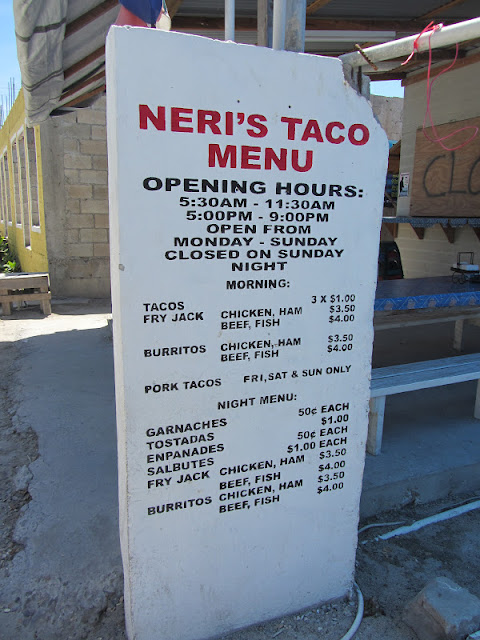 NERI'S TACO
MENU
OPENING HOURS:
5:30AM - 11:30AM
5:00PM - 9:00PM
OPEN FROM
MONDAY - SUNDAY
CLOSED ON SUNDAY
NIGHT
MORNING:
TACOS 3 X $1.00
FRY JACK CHICKEN, HAM $3.50
BEEF, FISH $4.00
BURRITOS CHICKEN, HAM $3.50
BEEF, FISH $4.00
PORK TACOS FRI, SAT & SUN ONLY
NIGHT MENU:
GARNACHES 50¢ EACH
TOSTADAS $1.00
ENPANADES 50¢ EACH
SALBUTES $1.00 EACH
FRY JACK CHICKEN, HAM $3.50
BEEF, FISH $4.00
BURRITOS CHICKEN, HAM $3.50
BEEF, FISH $4.00
CLO